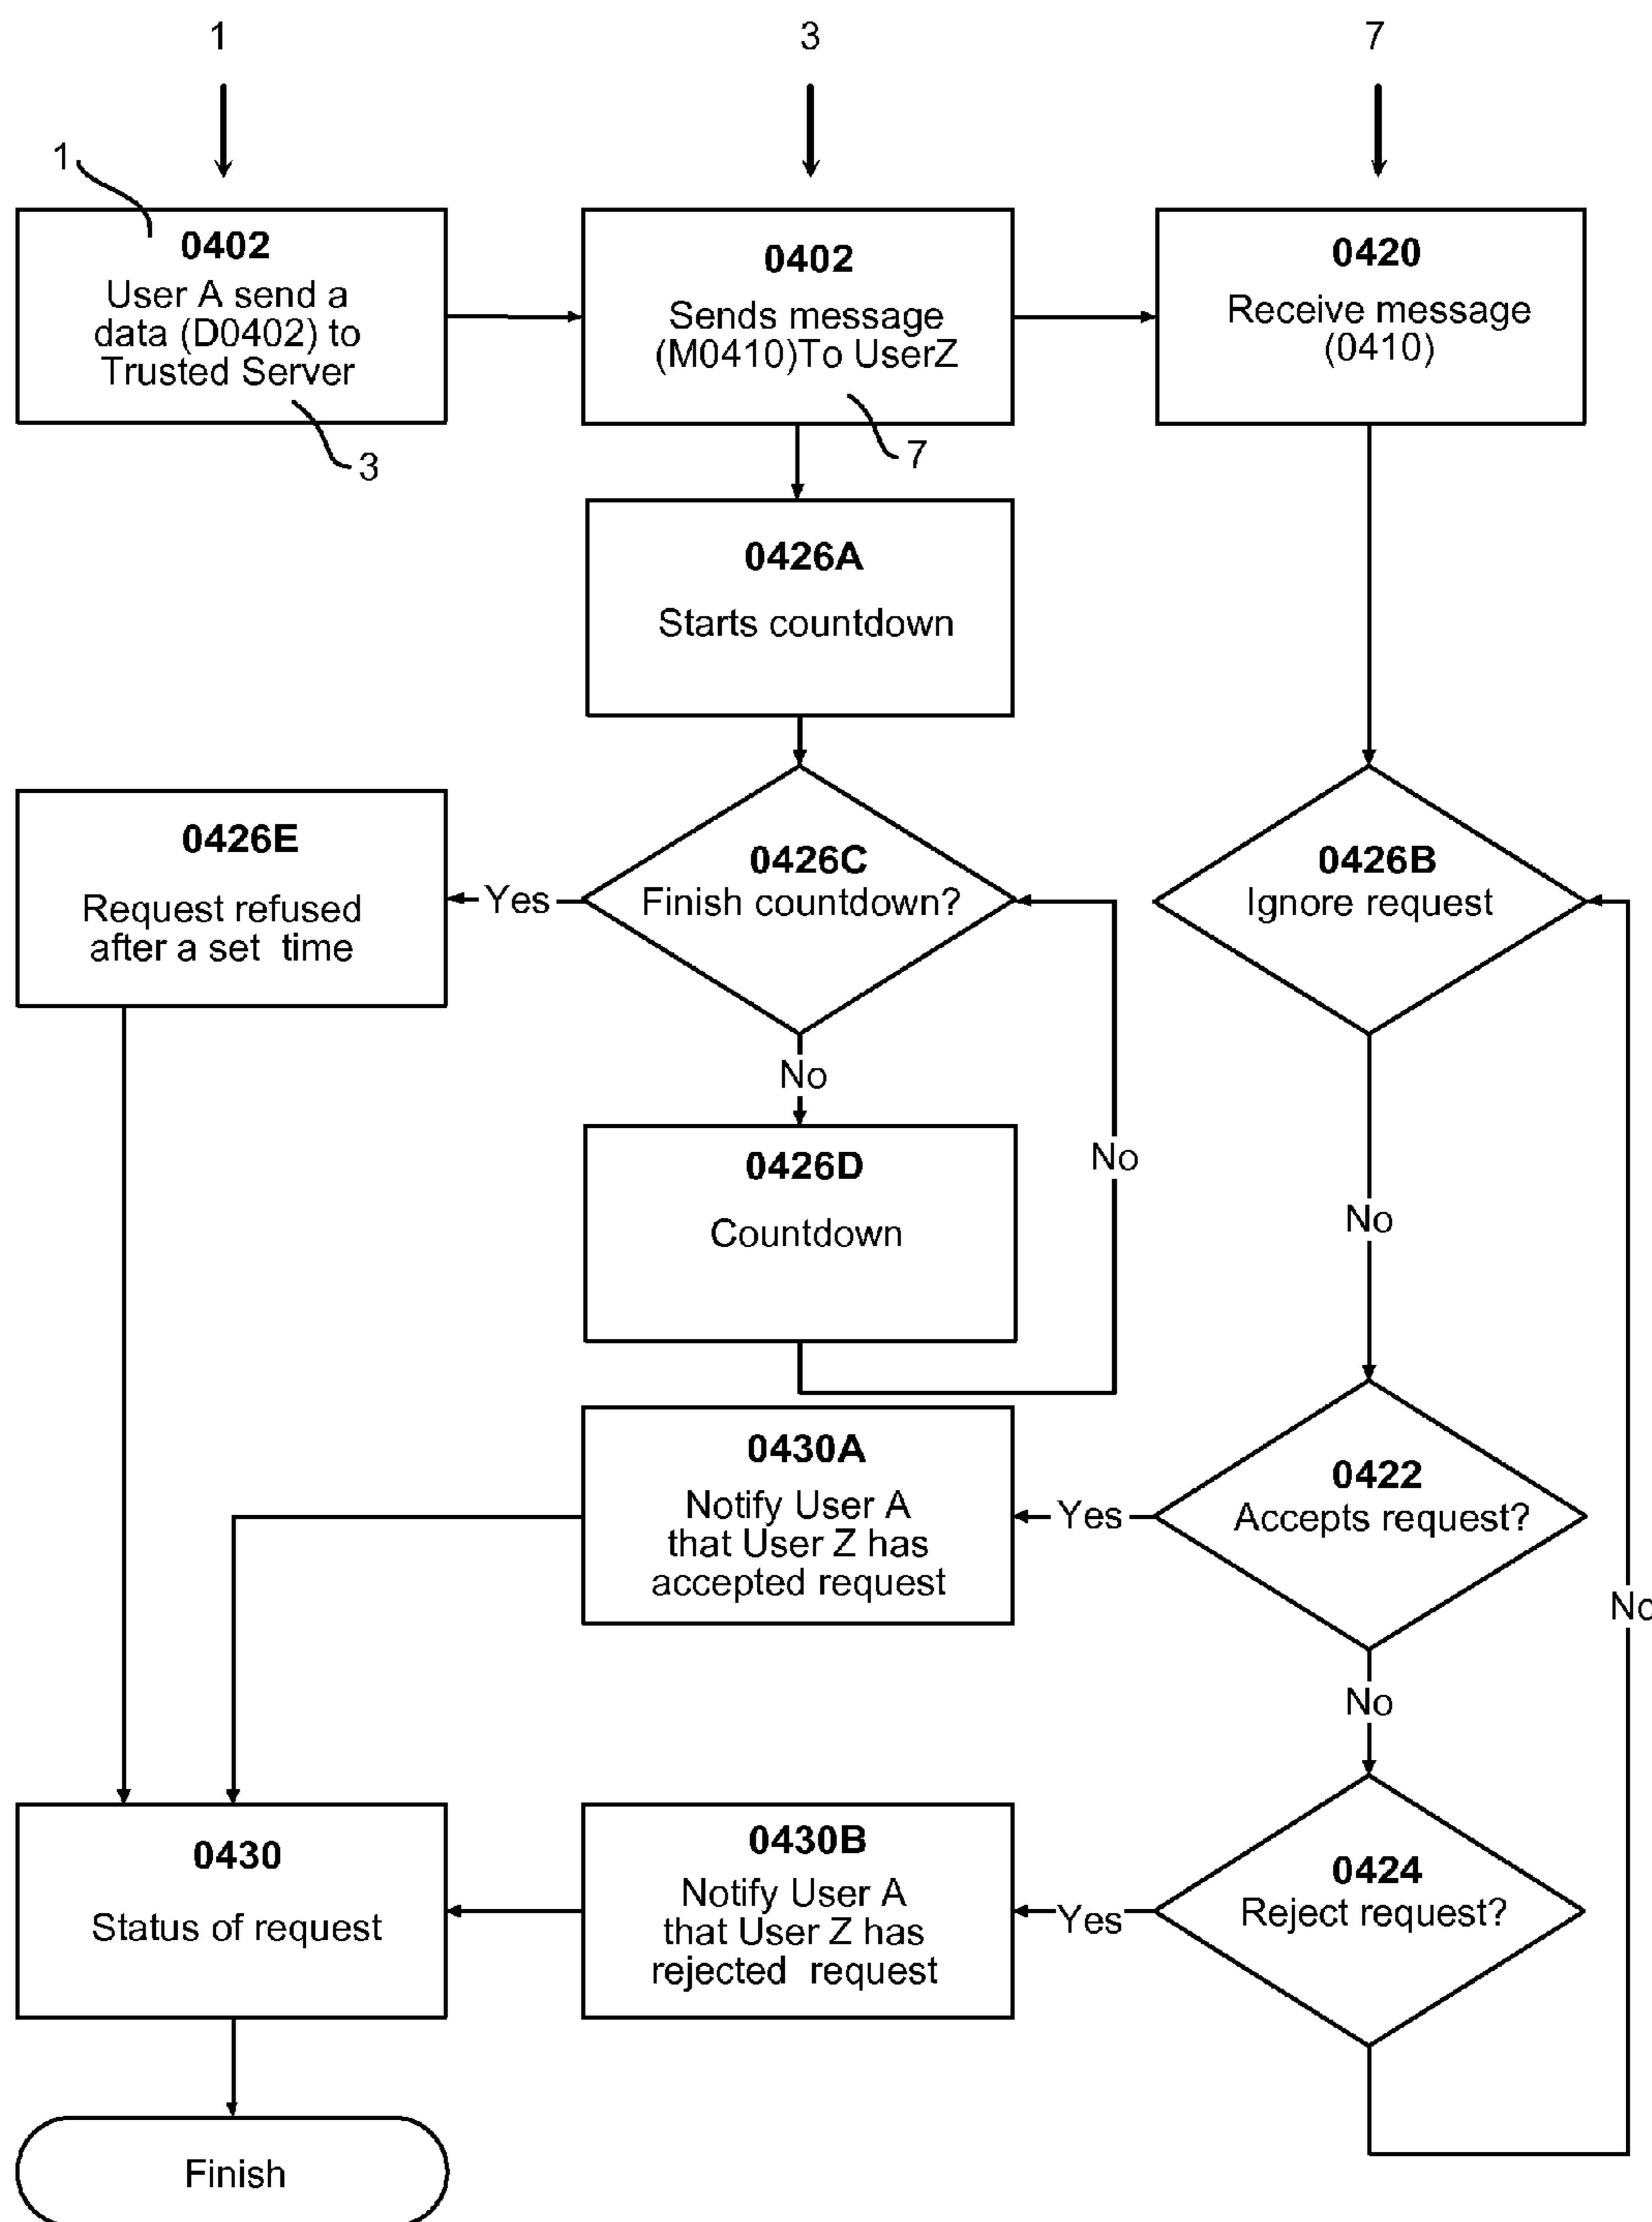 1
3
7
1
0402
User A send a
data (D0402) to
Trusted Server
3
0402
Sends message
(M0410)To UserZ
7
0420
Receive message
(0410)
0426A
Starts countdown
0426E
Request refused
after a set time
Yes
0426C
Finish countdown?
0426B
Ignore request
No
0426D
Countdown
No
No
0430A
Notify User A
that User Z has
accepted request
Yes
0422
Accepts request?
No
No
0430
Status of request
0430B
Notify User A
that User Z has
rejected request
Yes
0424
Reject request?
Finish